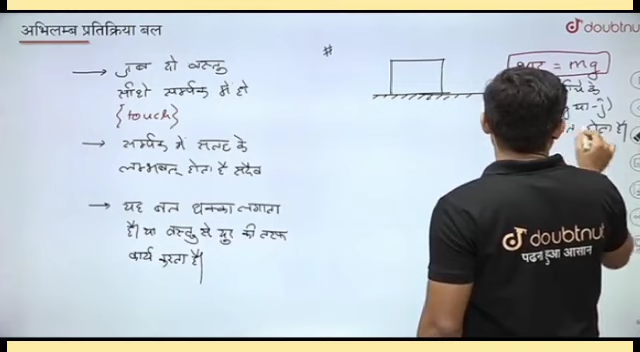 अभिलम्ब प्रतिक्रिया बल
doubtnut
#
→ जब दो वस्तु
सीधे सम्पर्क में हो
{touch}
→ सम्पर्क में सतह के
लम्बवत् होता है सदैव
→ यह बल धक्का लगाता
है। या वस्तु से दूर की तरफ
कार्य करता है।
= mg
के
या -j)
होता है।
doubtnut
पढ़ना हुआ आसान